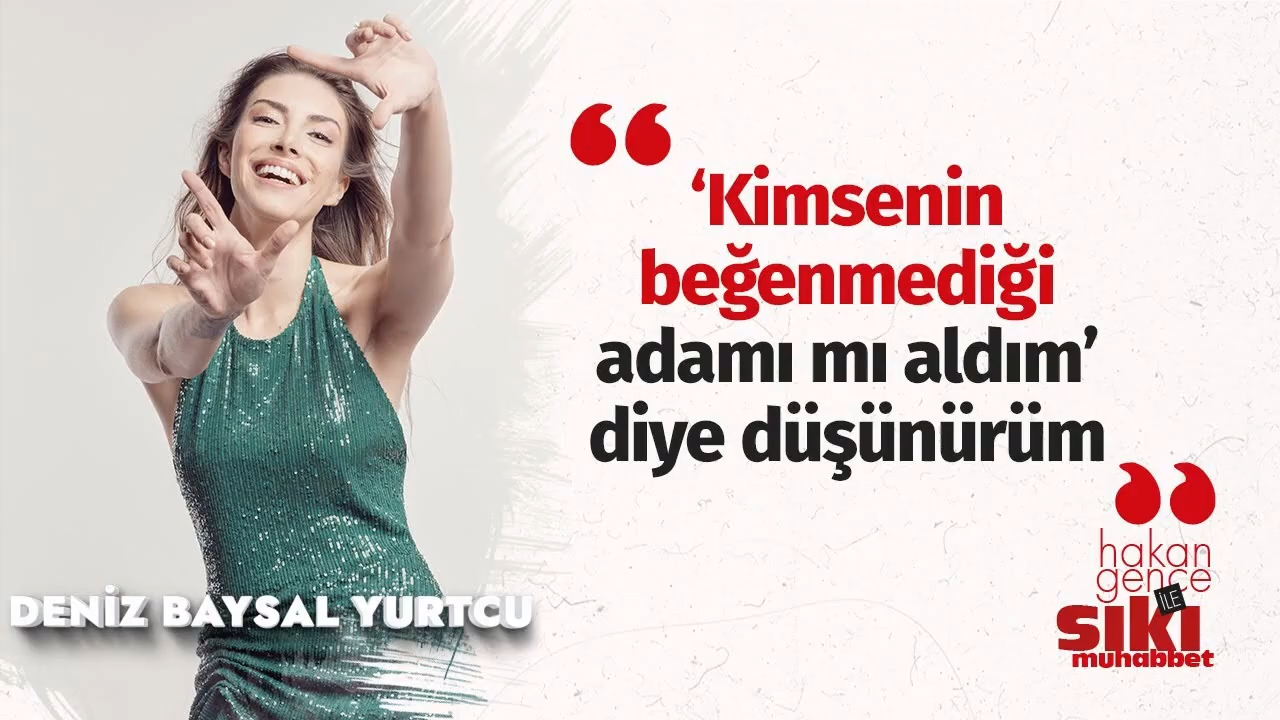 “
‘Kimsenin
beğenmediği
adamı mı aldım’
diye düşünürüm
”
DENİZ BAYSAL YURTCU
hakan
gence
İLE
SIKI
muhabbet